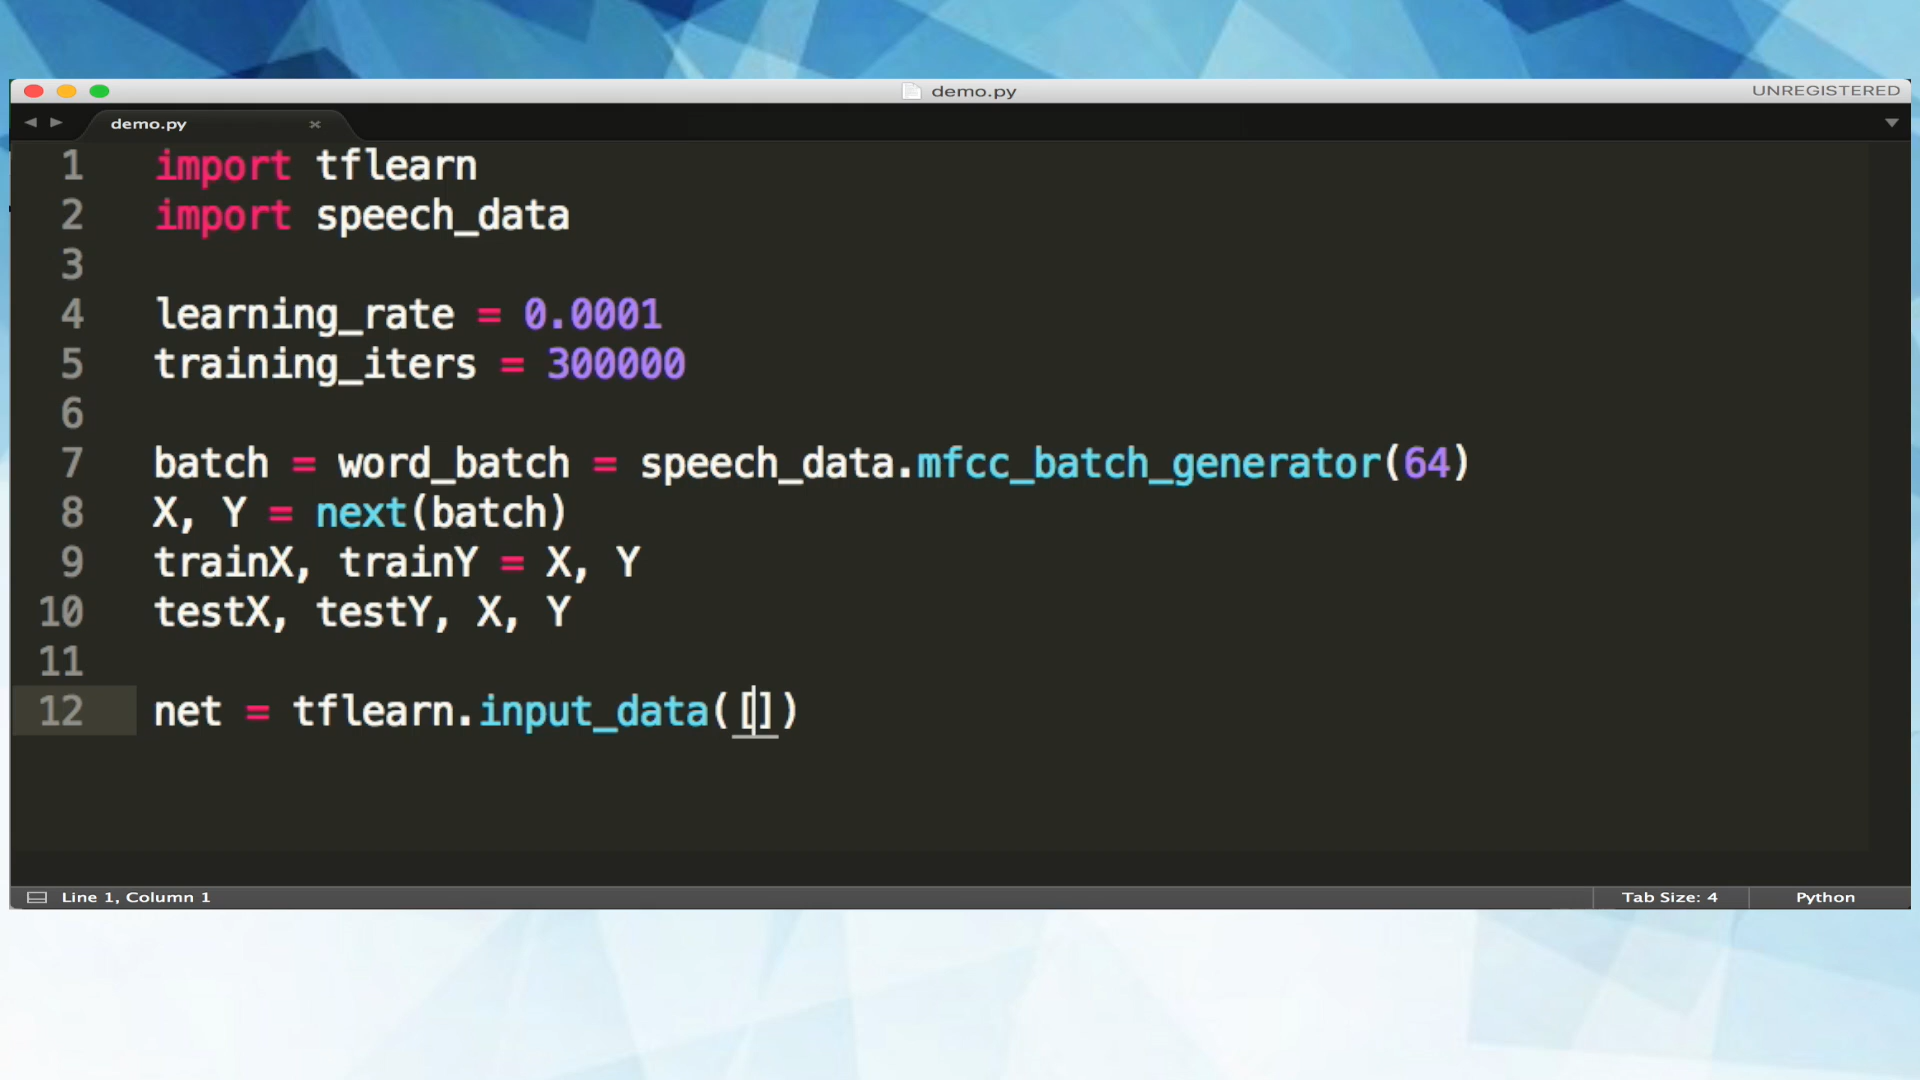 demo.py
UNREGISTERED
demo.py
1 import tflearn
2 import speech_data
3
4 learning_rate = 0.0001
5 training_iters = 300000
6
7 batch = word_batch = speech_data.mfcc_batch_generator(64)
8 X, Y = next(batch)
9 trainX, trainY = X, Y
10 testX, testY, X, Y
11
12 net = tflearn.input_data([])
Line 1, Column 1
Tab Size: 4
Python